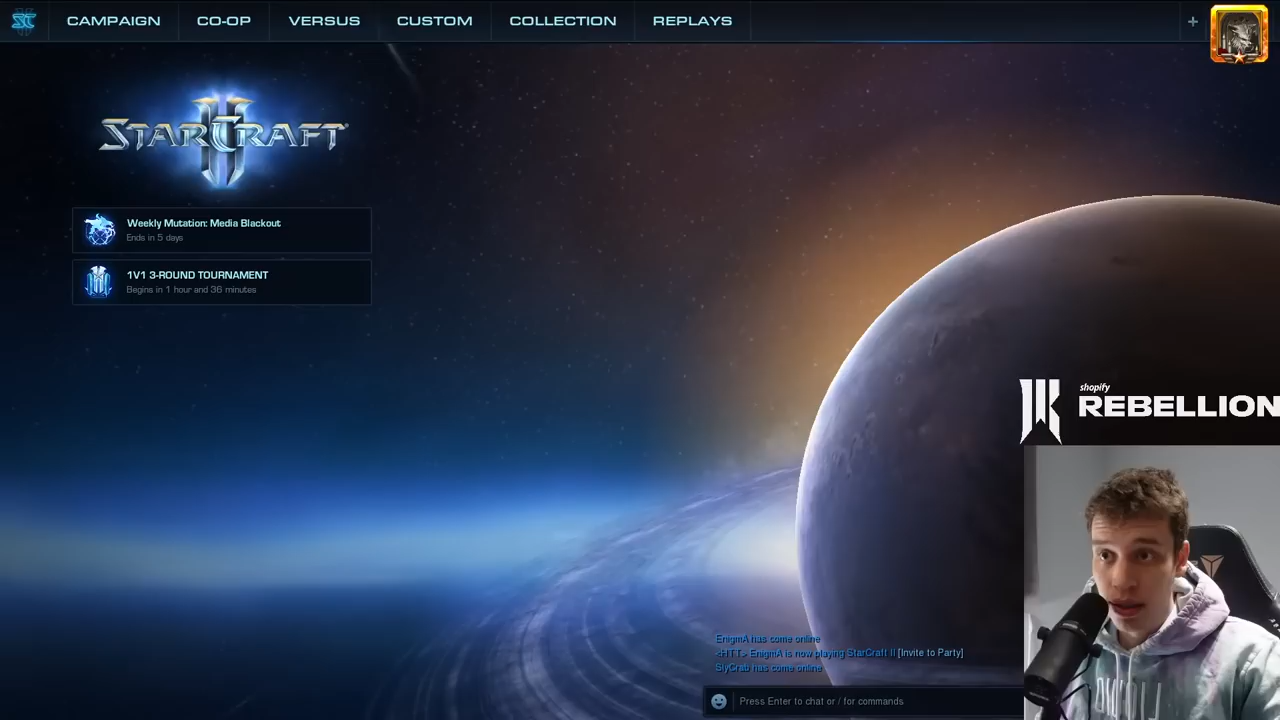 CAMPAIGN
CO-OP
VERSUS
CUSTOM
COLLECTION
REPLAYS
+
STARCRAFT
II
Weekly Mutation: Media Blackout
Ends in 5 days
1V1 3-ROUND TOURNAMENT
Begins in 1 hour and 36 minutes
shopify
REBELLION
EnigmA has come online
<HTT> EnigmA is now playing StarCraft II [Invite to Party]
SlyCrab has come online
Press Enter to chat or / for commands